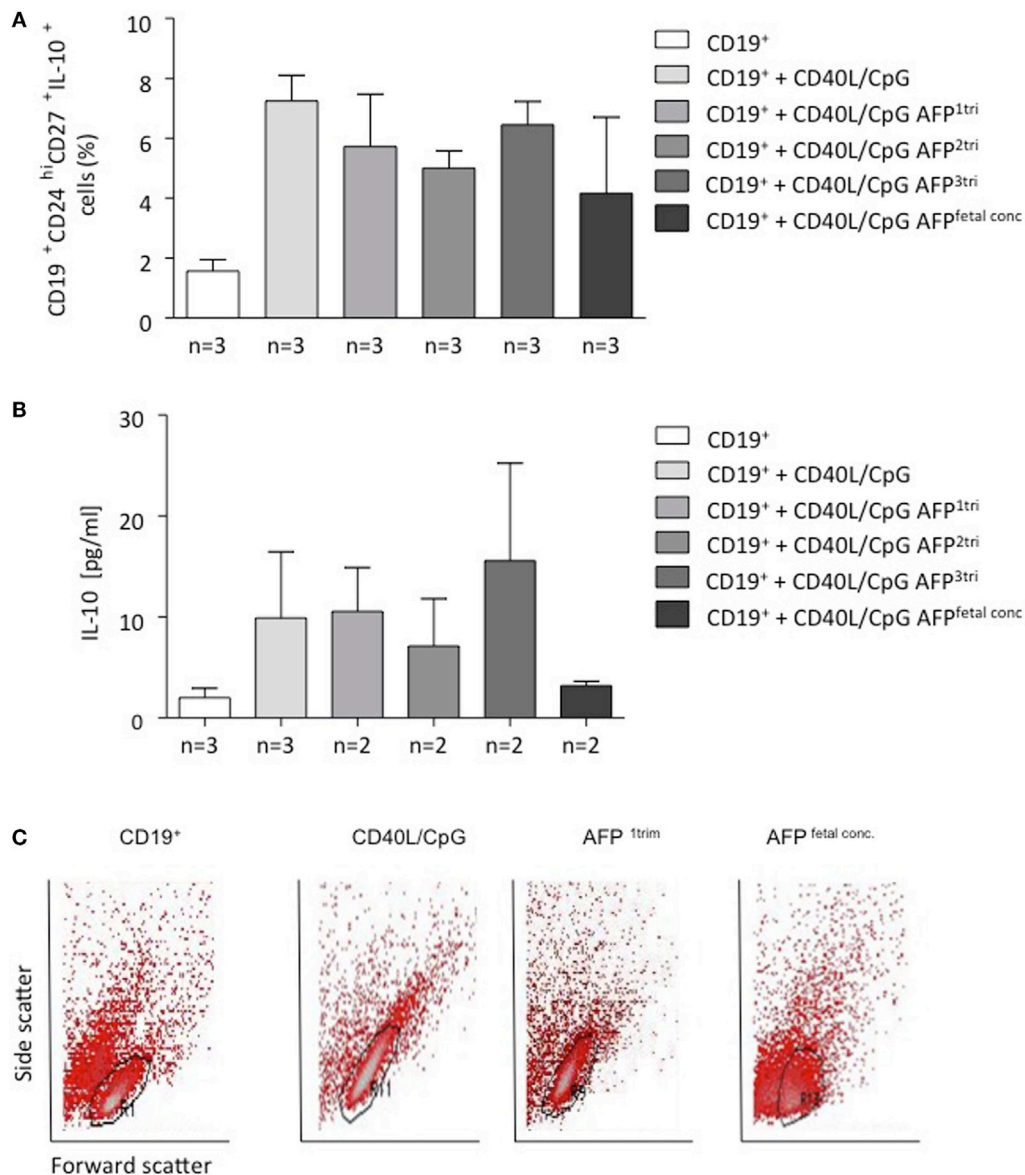 A
CD19⁺CD24ʰⁱCD27⁺IL-10⁺
cells (%)
10
8
6
4
2
0
n=3 n=3 n=3 n=3 n=3 n=3
CD19⁺
CD19⁺ + CD40L/CpG
CD19⁺ + CD40L/CpG AFP¹ᵗʳⁱ
CD19⁺ + CD40L/CpG AFP²ᵗʳⁱ
CD19⁺ + CD40L/CpG AFP³ᵗʳⁱ
CD19⁺ + CD40L/CpG AFPᶠᵉᵗᵃˡ ᶜᵒⁿᶜ
B
IL-10 [pg/ml]
30
20
10
0
n=3 n=3 n=2 n=2 n=2 n=2
CD19⁺
CD19⁺ + CD40L/CpG
CD19⁺ + CD40L/CpG AFP¹ᵗʳⁱ
CD19⁺ + CD40L/CpG AFP²ᵗʳⁱ
CD19⁺ + CD40L/CpG AFP³ᵗʳⁱ
CD19⁺ + CD40L/CpG AFPᶠᵉᵗᵃˡ ᶜᵒⁿᶜ
C
CD19⁺ CD40L/CpG AFP ¹ᵗʳⁱᵐ AFP ᶠᵉᵗᵃˡ ᶜᵒⁿᶜ.
Side scatter
R1 R11
Forward scatter